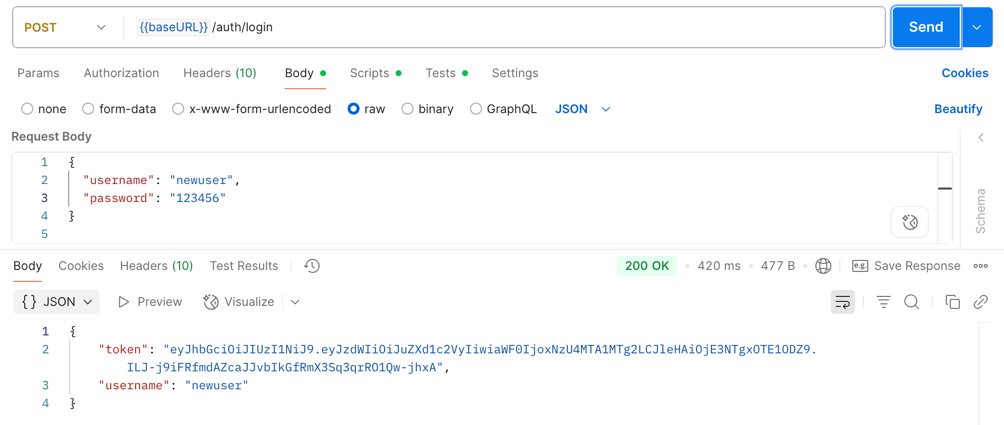 POST {{baseURL}} /auth/login Send
Params Authorization Headers (10) Body Scripts Tests Settings Cookies
none form-data x-www-form-urlencoded raw binary GraphQL JSON Beautify
Request Body
1 {
2 "username": "newuser",
3 "password": "123456"
4 }
5
Schema
Body Cookies Headers (10) Test Results 200 OK 420 ms 477 B e.g. Save Response
{} JSON Preview Visualize
1 {
2 "token": "eyJhbGciOiJIUzI1NiJ9.eyJzdWIiOiJuZXd1c2VyIiwiaWF0IjoxNzU4MTA1MTg2LCJleHAiOjE3NTgxOTE1ODZ9.
ILJ-j9iFRfmdAZcaJJvbIkGfRmX3Sq3qrRO1Qw-jhxA",
3 "username": "newuser"
4 }